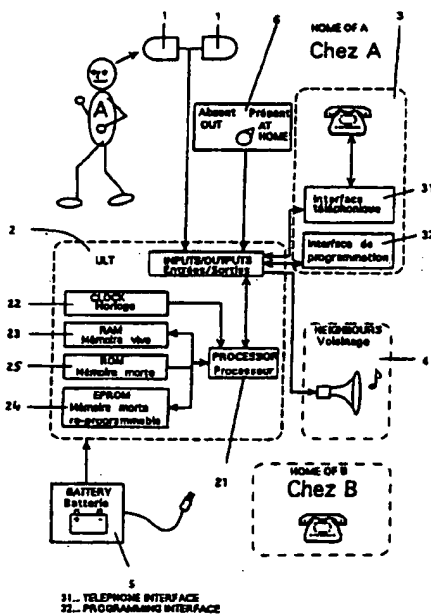 1
1
6
HOME OF A
Chez A
3
Absent Présent
OUT AT
HOME
A
31
Interface
téléphonique
32
Interface de
programmation
2
ULT
INPUTS/OUTPUTS
Entrées/Sorties
22
CLOCK
Horloge
23
RAM
Mémoire vive
25
ROM
Mémoire morte
24
EPROM
Mémoire morte
re-programmable
PROCESSOR
Processeur
21
NEIGHBOURS
Voisinage
4
BATTERY
Batterie
5
HOME OF B
Chez B
31... TELEPHONE INTERFACE
32... PROGRAMMING INTERFACE